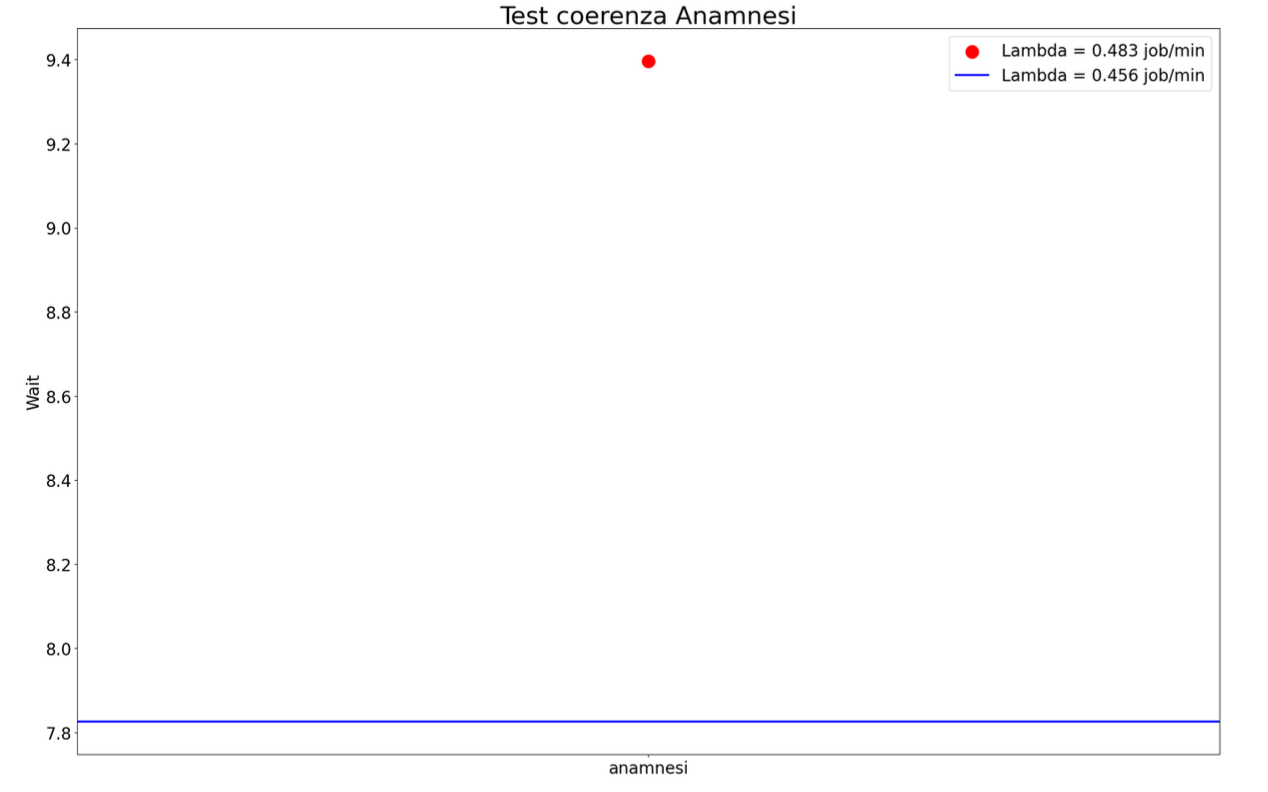 Test coerenza Anamnesi
Lambda = 0.483 job/min
Lambda = 0.456 job/min
9.4
9.2
9.0
8.8
8.6
8.4
8.2
8.0
7.8
Wait
anamnesi